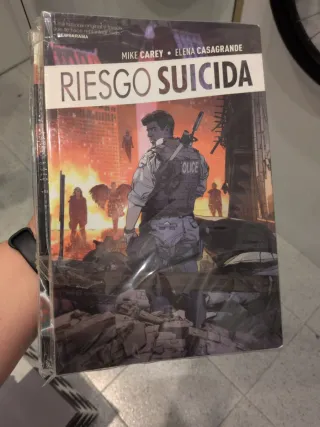 MIKE CAREY • ELENA CASAGRANDE
RIESGO SUICIDA
POLICE